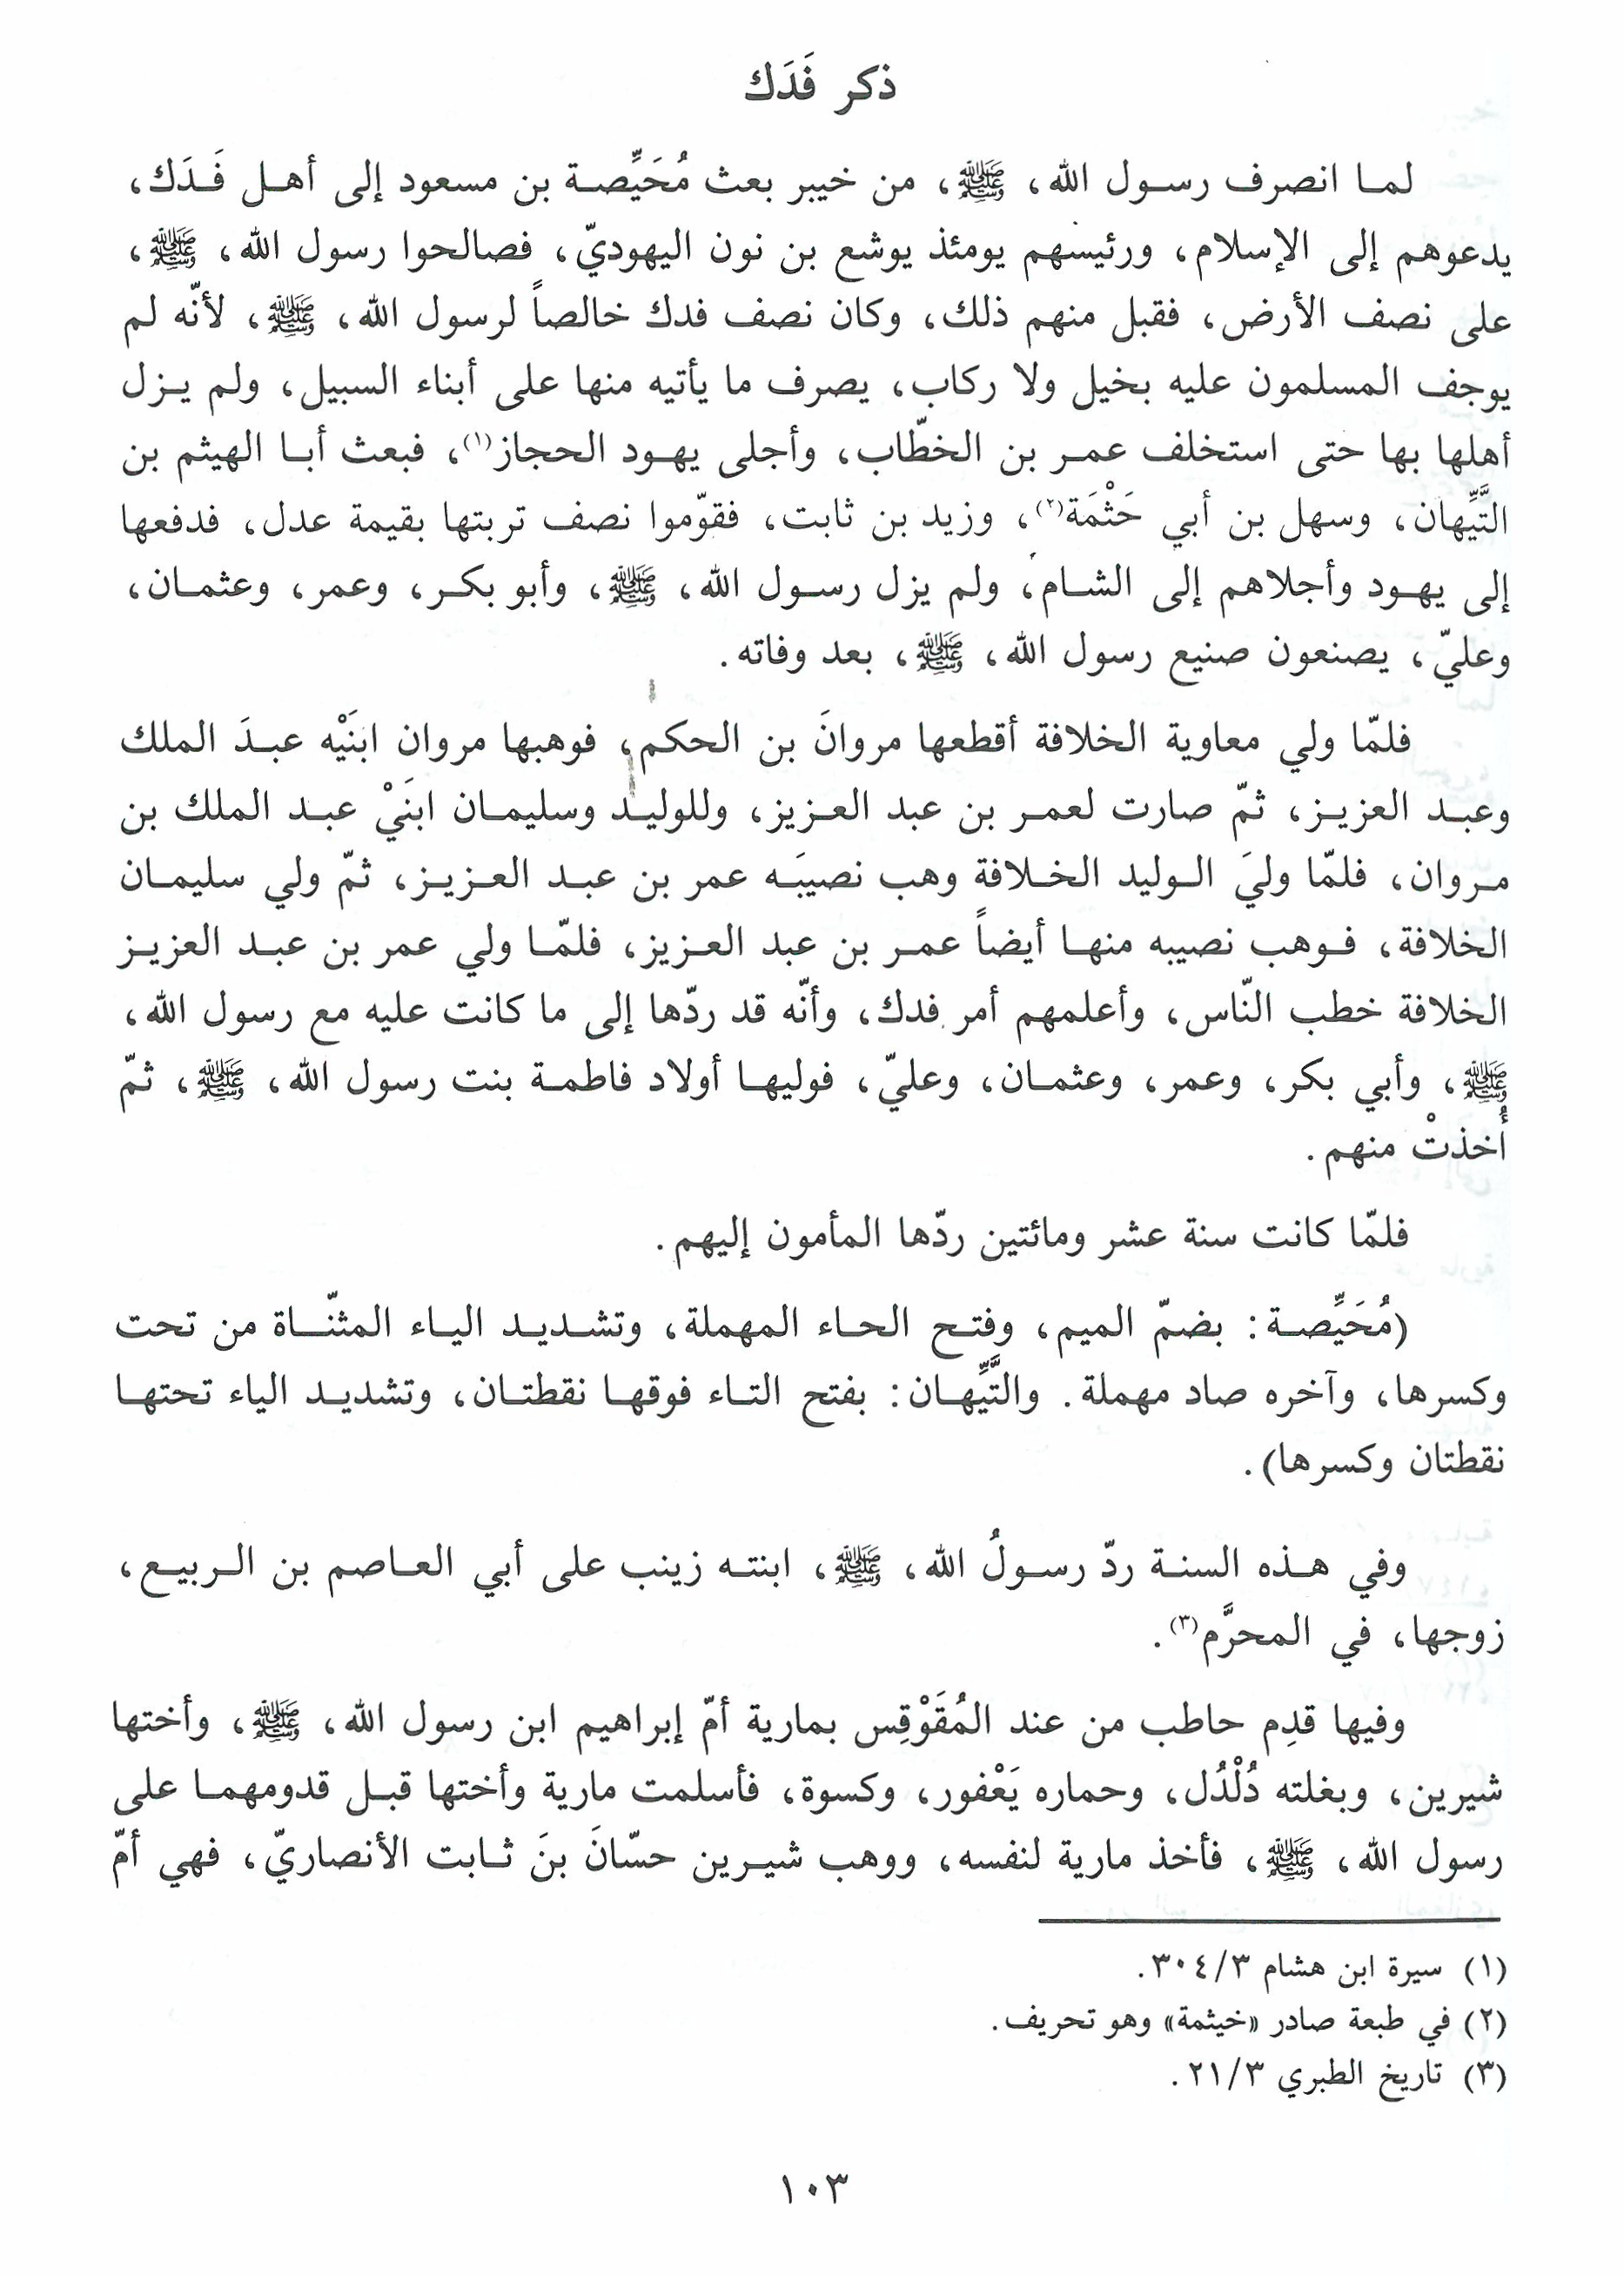 ذكر فَدَك
لما انصرف رسول الله، ﷺ، من خيبر بعث مُحَيِّصة بن مسعود إلى أهل فَدَك،
يدعوهم إلى الإسلام، ورئيسهم يومئذ يوشع بن نون اليهوديّ، فصالحوا رسول الله، ﷺ،
على نصف الأرض، فقبل منهم ذلك، وكان نصف فدك خالصاً لرسول الله، ﷺ، لأنّه لم
يوجف المسلمون عليه بخيل ولا ركاب، يصرف ما يأتيه منها على أبناء السبيل، ولم يزل
أهلها بها حتى استخلف عمر بن الخطّاب، وأجلى يهود الحجاز(١)، فبعث أبا الهيثم بن
التَّيِّهان، وسهل بن أبي حَثْمَة(٢)، وزيد بن ثابت، فقوّموا نصف تربتها بقيمة عدل، فدفعها
إلى يهود وأجلاهم إلى الشام، ولم يزل رسول الله، ﷺ، وأبو بكر، وعمر، وعثمان،
وعليّ، يصنعون صنيع رسول الله، ﷺ، بعد وفاته.
فلمّا ولي معاوية الخلافة أقطعها مروانَ بن الحكم، فوهبها مروان ابنَيْه عبدَ الملك
وعبد العزيز، ثمّ صارت لعمر بن عبد العزيز، وللوليد وسليمان ابنَيْ عبد الملك بن
مروان، فلمّا وليَ الوليد الخلافة وهب نصيبَه عمر بن عبد العزيز، ثمّ ولي سليمان
الخلافة، فوهب نصيبه منها أيضاً عمر بن عبد العزيز، فلمّا ولي عمر بن عبد العزيز
الخلافة خطب النّاس، وأعلمهم أمر فدك، وأنّه قد ردّها إلى ما كانت عليه مع رسول الله،
ﷺ، وأبي بكر، وعمر، وعثمان، وعليّ، فوليها أولاد فاطمة بنت رسول الله، ﷺ، ثمّ
أُخذتْ منهم.
فلمّا كانت سنة عشر ومائتين ردّها المأمون إليهم.
(مُحَيِّصة: بضمّ الميم، وفتح الحاء المهملة، وتشديد الياء المثنّاة من تحت
وكسرها، وآخره صاد مهملة. والتَّيِّهان: بفتح التاء فوقها نقطتان، وتشديد الياء تحتها
نقطتان وكسرها).
وفي هذه السنة ردّ رسولُ الله، ﷺ، ابنته زينب على أبي العاصم بن الربيع،
زوجها، في المحرَّم(٣).
وفيها قدِم حاطب من عند المُقَوْقِس بمارية أمّ إبراهيم ابن رسول الله، ﷺ، وأختها
شيرين، وبغلته دُلْدُل، وحماره يَعْفور، وكسوة، فأسلمت مارية وأختها قبل قدومهما على
رسول الله، ﷺ، فأخذ مارية لنفسه، ووهب شيرين حسّانَ بنَ ثابت الأنصاريّ، فهي أمّ
(١) سيرة ابن هشام ٣٠٤/٣.
(٢) في طبعة صادر «خيثمة» وهو تحريف.
(٣) تاريخ الطبري ٢١/٣.
١٠٣